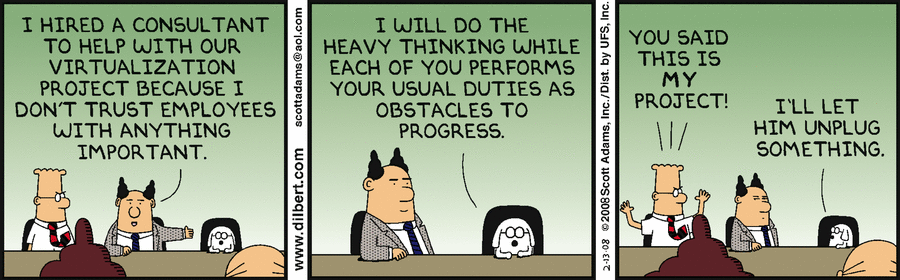 I HIRED A CONSULTANT
TO HELP WITH OUR
VIRTUALIZATION
PROJECT BECAUSE I
DON'T TRUST EMPLOYEES
WITH ANYTHING
IMPORTANT.
www.dilbert.com scottadams@aol.com
I WILL DO THE
HEAVY THINKING WHILE
EACH OF YOU PERFORMS
YOUR USUAL DUTIES AS
OBSTACLES TO
PROGRESS.
2-13-08 ©2008 Scott Adams, Inc./Dist. by UFS, Inc.
YOU SAID
THIS IS
MY
PROJECT!
I'LL LET
HIM UNPLUG
SOMETHING.